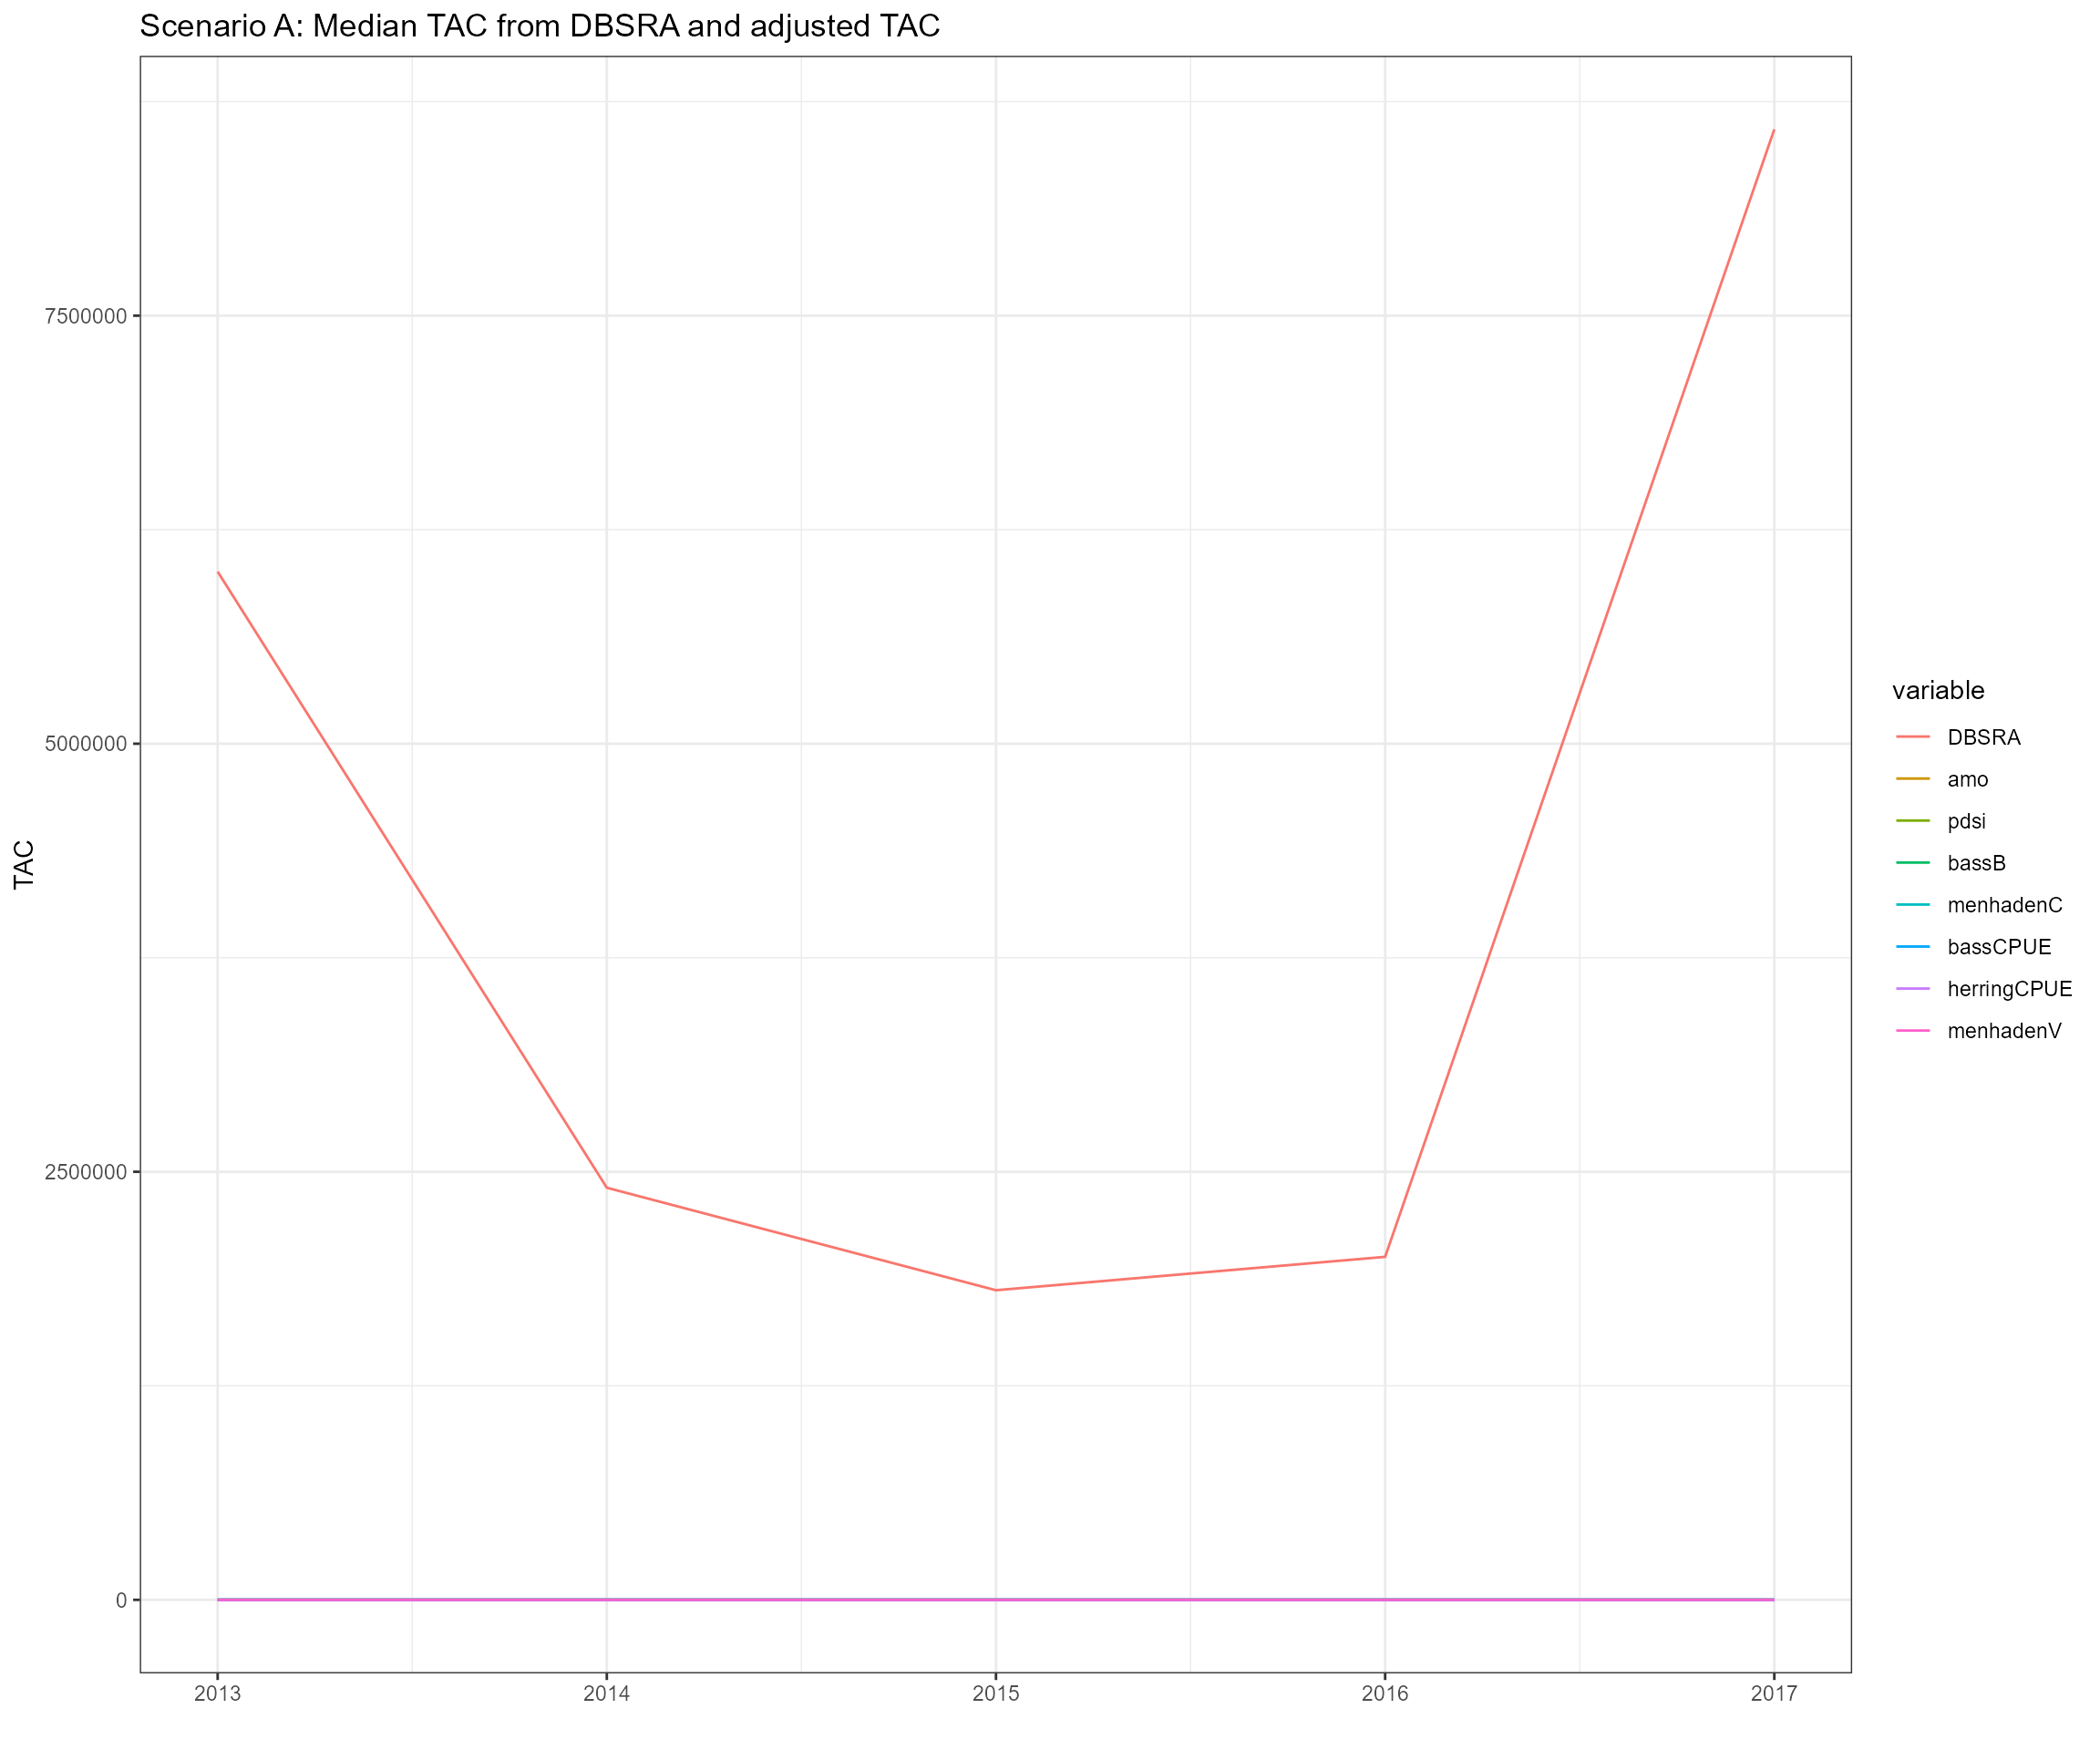 Scenario A: Median TAC from DBSRA and adjusted TAC
TAC
7500000
5000000
2500000
0
2013 2014 2015 2016 2017
variable
DBSRA
amo
pdsi
bassB
menhadenC
bassCPUE
herringCPUE
menhadenV